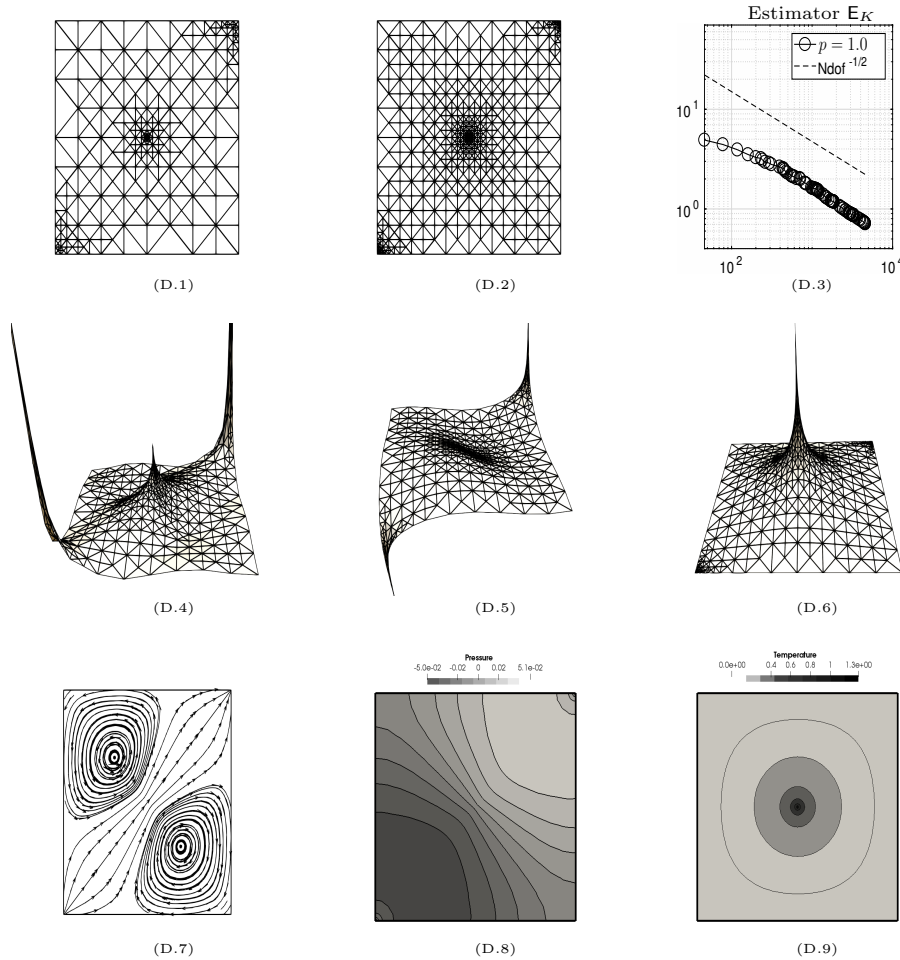 Estimator E_K
p = 1.0
Ndof^{-1/2}
10^1
10^0
10^2
10^4
(D.1)
(D.2)
(D.3)
(D.4)
(D.5)
(D.6)
Pressure
-5.0e-02 -0.02 0 0.02 5.1e-02
Temperature
0.0e+00 0.4 0.6 0.8 1 1.3e+00
(D.7)
(D.8)
(D.9)